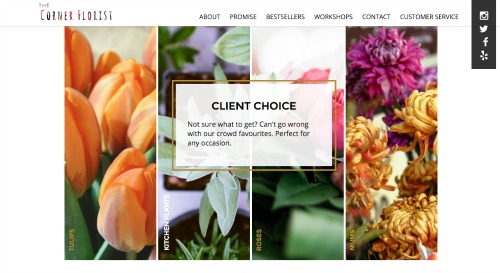 THE
CORNER FLORIST
ABOUT PROMISE BESTSELLERS WORKSHOPS CONTACT CUSTOMER SERVICE
CLIENT CHOICE
Not sure what to get? Can't go wrong
with our crowd favourites. Perfect for
any occasion.
TULIPS
KITCHEN PLANTS
ROSES
MUMS